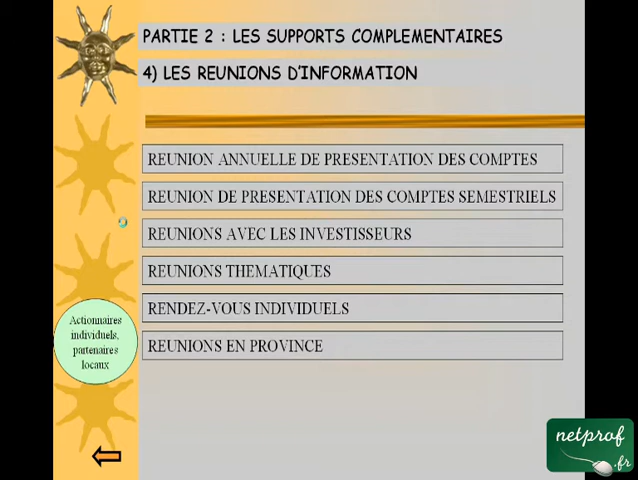 PARTIE 2 : LES SUPPORTS COMPLEMENTAIRES
4) LES REUNIONS D'INFORMATION
REUNION ANNUELLE DE PRESENTATION DES COMPTES
REUNION DE PRESENTATION DES COMPTES SEMESTRIELS
REUNIONS AVEC LES INVESTISSEURS
REUNIONS THEMATIQUES
RENDEZ-VOUS INDIVIDUELS
REUNIONS EN PROVINCE
Actionnaires
individuels,
partenaires
locaux
netprof
.fr